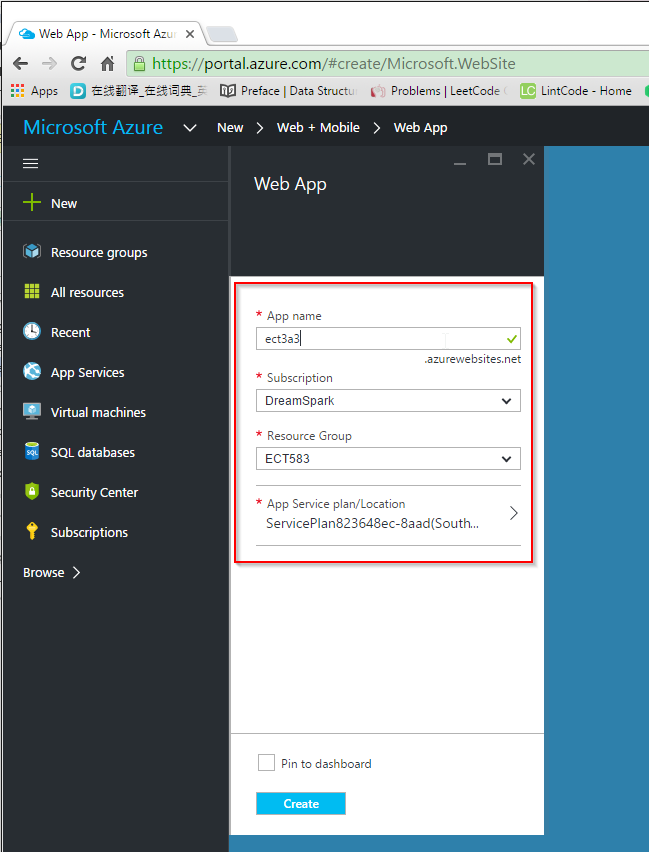 Web App - Microsoft Azur
https://portal.azure.com/#create/Microsoft.WebSite
Apps 在线翻译_在线词典_英 Preface | Data Structu Problems | LeetCode LintCode - Home
Microsoft Azure New Web + Mobile Web App
Web App
New
Resource groups
All resources
Recent
App Services
Virtual machines
SQL databases
Security Center
Subscriptions
Browse
* App name
ect3a3
.azurewebsites.net
* Subscription
DreamSpark
* Resource Group
ECT583
* App Service plan/Location
ServicePlan823648ec-8aad(South...
Pin to dashboard
Create